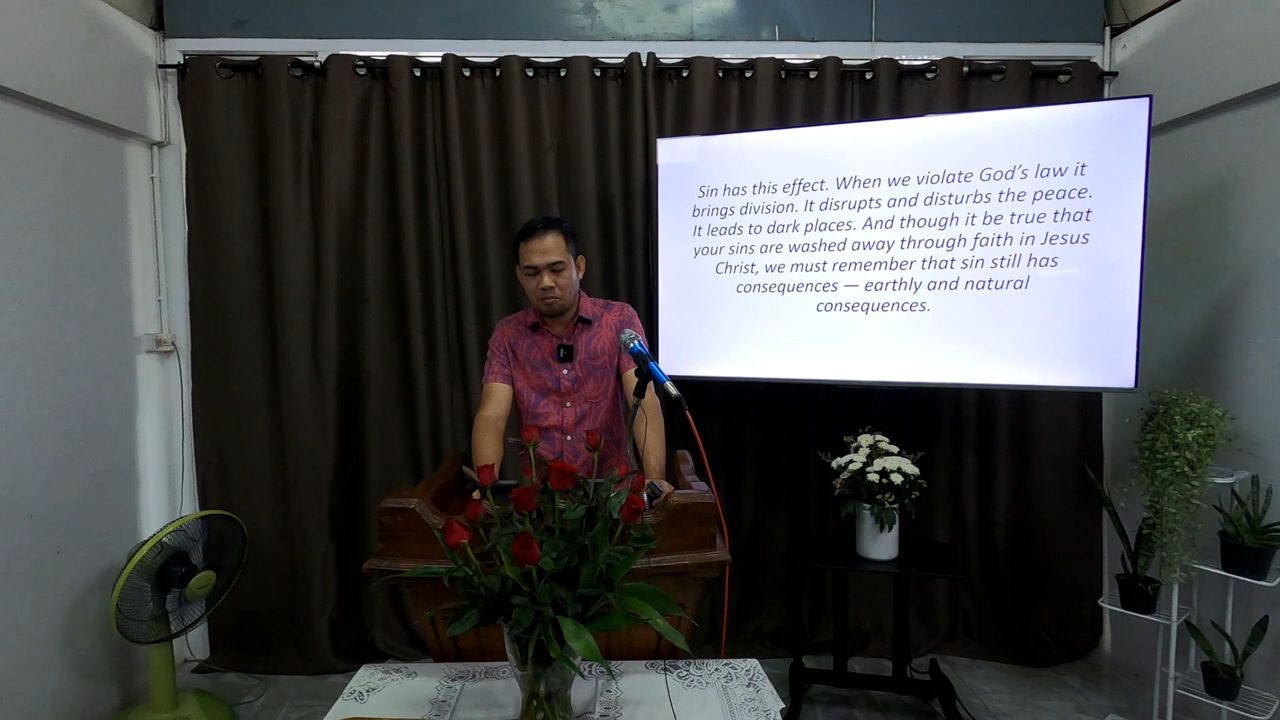 Sin has this effect. When we violate God's law it
brings division. It disrupts and disturbs the peace.
It leads to dark places. And though it be true that
your sins are washed away through faith in Jesus
Christ, we must remember that sin still has
consequences — earthly and natural
consequences.